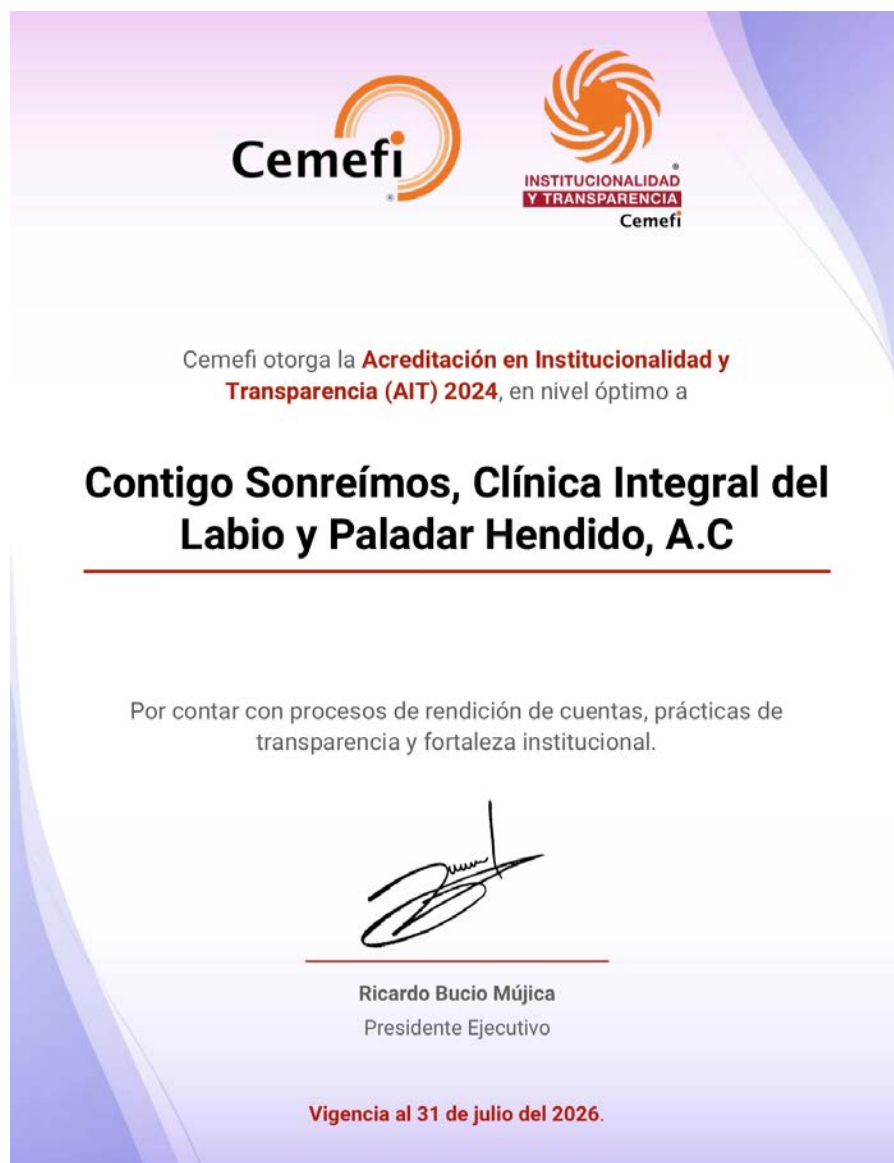 Cemefi
INSTITUCIONALIDAD
Y TRANSPARENCIA
Cemefi
Cemefi otorga la Acreditación en Institucionalidad y
Transparencia (AIT) 2024, en nivel óptimo a
Contigo Sonreímos, Clínica Integral del
Labio y Paladar Hendido, A.C
Por contar con procesos de rendición de cuentas, prácticas de
transparencia y fortaleza institucional.
Ricardo Bucio Mújica
Presidente Ejecutivo
Vigencia al 31 de julio del 2026.